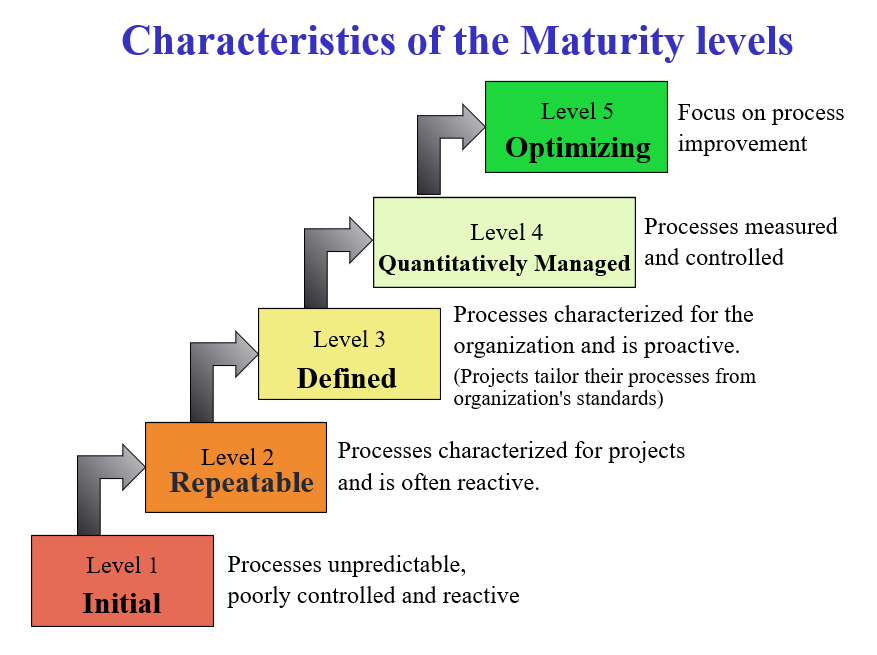 Characteristics of the Maturity levels
Level 5
Optimizing
Focus on process
improvement
Level 4
Quantitatively Managed
Processes measured
and controlled
Level 3
Defined
Processes characterized for the
organization and is proactive.
(Projects tailor their processes from
organization's standards)
Level 2
Repeatable
Processes characterized for projects
and is often reactive.
Level 1
Initial
Processes unpredictable,
poorly controlled and reactive